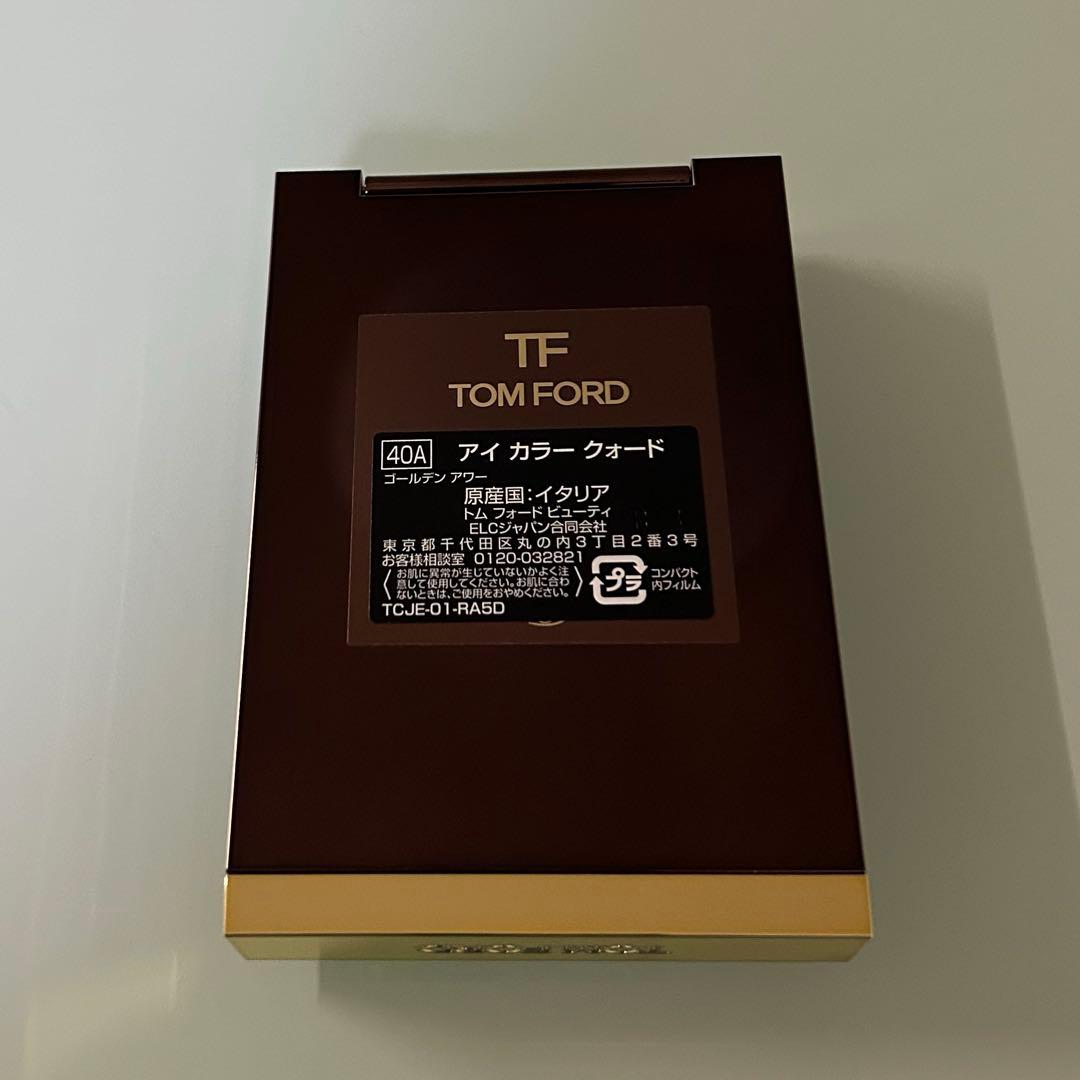 TF
TOM FORD
40A アイ カラー クォード
ゴールデン アワー
原産国:イタリア
トム フォード ビューティ
ELCジャパン合同会社
東京都千代田区丸の内3丁目2番3号
お客様相談室 0120-032821
お肌に異常が生じていないかよく注
意して使用してください。お肌に合わ
ないときは、ご使用をおやめください。
プラ
コンパクト
内フィルム
TCJE-01-RA5D
TOM FORD